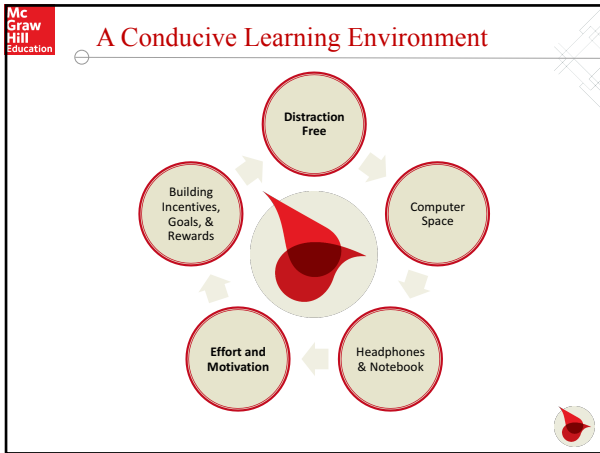 Mc
Graw
Hill
Education
A Conducive Learning Environment
Distraction
Free
Computer
Space
Headphones
& Notebook
Effort and
Motivation
Building
Incentives,
Goals, &
Rewards